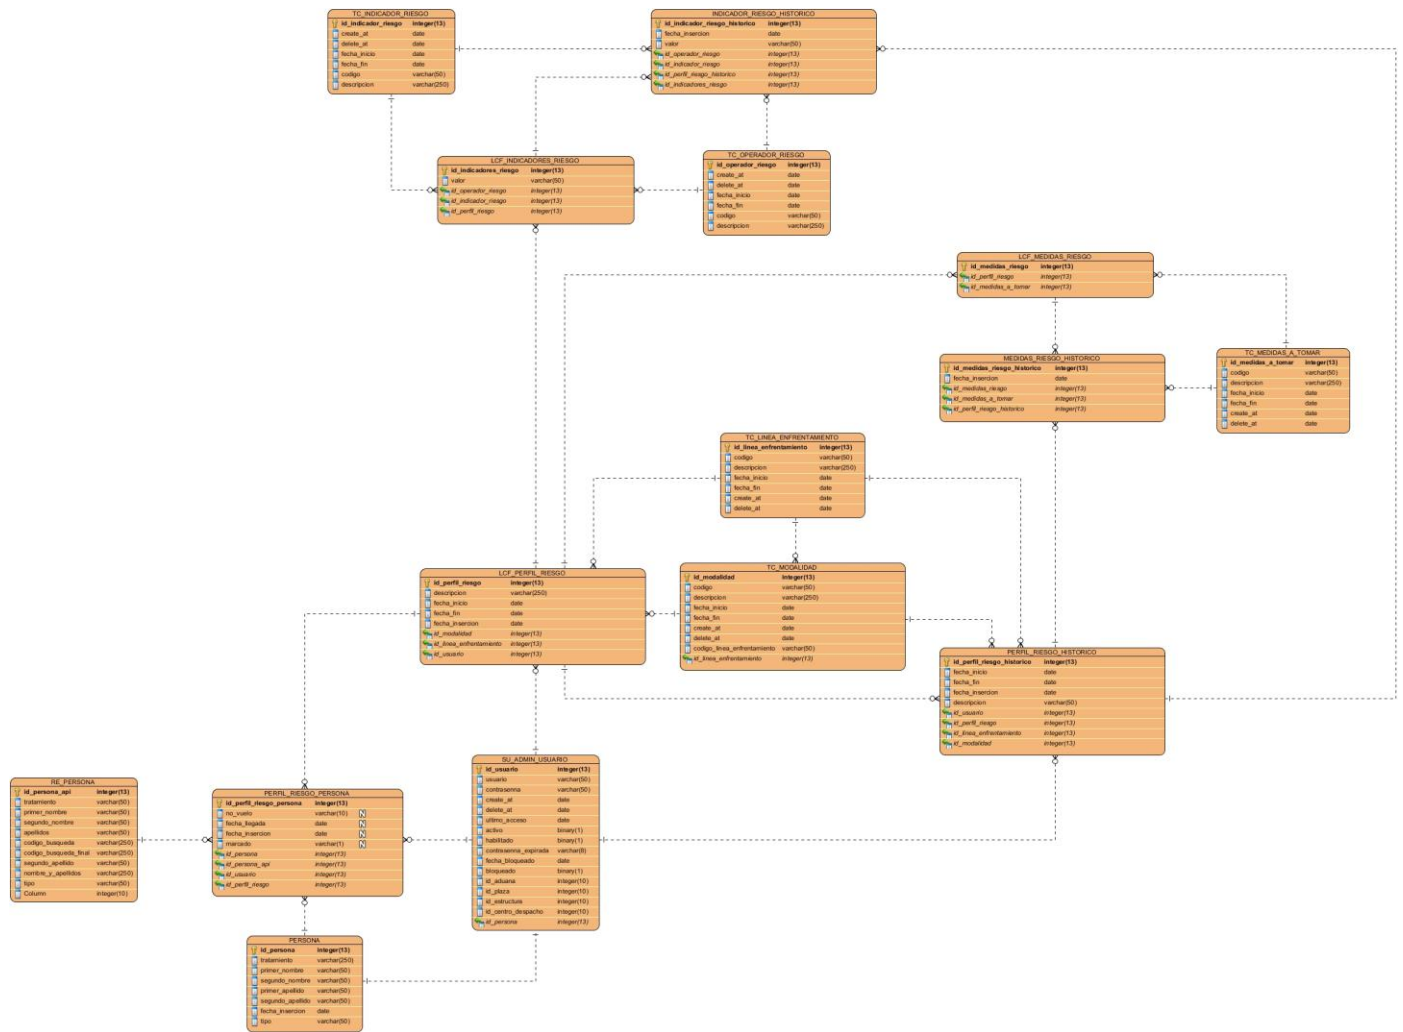 TC_INDICADOR_RIESGO
id_indicador_riesgo integer(13)
create_at date
delete_at date
fecha_inicio date
fecha_fin date
codigo varchar(50)
descripcion varchar(250)
INDICADOR_RIESGO_HISTORICO
id_indicador_riesgo_historico integer(13)
fecha_insercion date
valor varchar(50)
id_operador_riesgo integer(13)
id_indicador_riesgo integer(13)
id_perfil_riesgo_historico integer(13)
id_indicadores_riesgo integer(13)
LCF_INDICADORES_RIESGO
id_indicadores_riesgo integer(13)
valor varchar(50)
id_operador_riesgo integer(13)
id_indicador_riesgo integer(13)
id_perfil_riesgo integer(13)
TC_OPERADOR_RIESGO
id_operador_riesgo integer(13)
create_at date
delete_at date
fecha_inicio date
fecha_fin date
codigo varchar(50)
descripcion varchar(250)
LCF_MEDIDAS_RIESGO
id_medidas_riesgo integer(13)
id_perfil_riesgo integer(13)
id_medidas_a_tomar integer(13)
MEDIDAS_RIESGO_HISTORICO
id_medidas_riesgo_historico integer(13)
fecha_insercion date
id_medidas_riesgo integer(13)
id_medidas_a_tomar integer(13)
id_perfil_riesgo_historico integer(13)
TC_MEDIDAS_A_TOMAR
id_medidas_a_tomar integer(13)
codigo varchar(50)
descripcion varchar(250)
fecha_inicio date
fecha_fin date
create_at date
delete_at date
TC_LINEA_ENFRENTAMIENTO
id_linea_enfrentamiento integer(13)
codigo varchar(50)
descripcion varchar(250)
fecha_inicio date
fecha_fin date
create_at date
delete_at date
LCF_PERFIL_RIESGO
id_perfil_riesgo integer(13)
descripcion varchar(250)
fecha_inicio date
fecha_fin date
fecha_insercion date
id_modalidad integer(13)
id_linea_enfrentamiento integer(13)
id_usuario integer(13)
TC_MODALIDAD
id_modalidad integer(13)
codigo varchar(50)
descripcion varchar(250)
fecha_inicio date
fecha_fin date
create_at date
delete_at date
codigo_linea_enfrentamiento varchar(50)
id_linea_enfrentamiento integer(13)
PERFIL_RIESGO_HISTORICO
id_perfil_riesgo_historico integer(13)
fecha_inicio date
fecha_fin date
fecha_insercion date
descripcion varchar(50)
id_usuario integer(13)
id_perfil_riesgo integer(13)
id_linea_enfrentamiento integer(13)
id_modalidad integer(13)
RE_PERSONA
id_persona_api integer(13)
tratamiento varchar(50)
primer_nombre varchar(50)
segundo_nombre varchar(50)
apellidos varchar(50)
codigo_busqueda varchar(250)
codigo_busqueda_final varchar(250)
segundo_apellido varchar(50)
nombre_y_apellidos varchar(250)
tipo varchar(50)
Column integer(10)
PERFIL_RIESGO_PERSONA
id_perfil_riesgo_persona integer(13)
no_vuelo varchar(10) N
fecha_llegada date N
fecha_insercion date N
marcado varchar(1) N
id_persona integer(13)
id_persona_api integer(13)
id_usuario integer(13)
id_perfil_riesgo integer(13)
SU_ADMIN_USUARIO
id_usuario integer(13)
usuario varchar(50)
contrasenna varchar(50)
create_at date
delete_at date
ultimo_acceso date
activo binary(1)
habilitado binary(1)
contrasenna_expirada varchar(8)
fecha_bloqueado date
bloqueado binary(1)
id_aduana integer(10)
id_plaza integer(10)
id_estructura integer(10)
id_centro_despacho integer(10)
id_persona integer(13)
PERSONA
id_persona integer(13)
tratamiento varchar(250)
primer_nombre varchar(50)
segundo_nombre varchar(50)
primer_apellido varchar(50)
segundo_apellido varchar(50)
fecha_insercion date
tipo varchar(50)